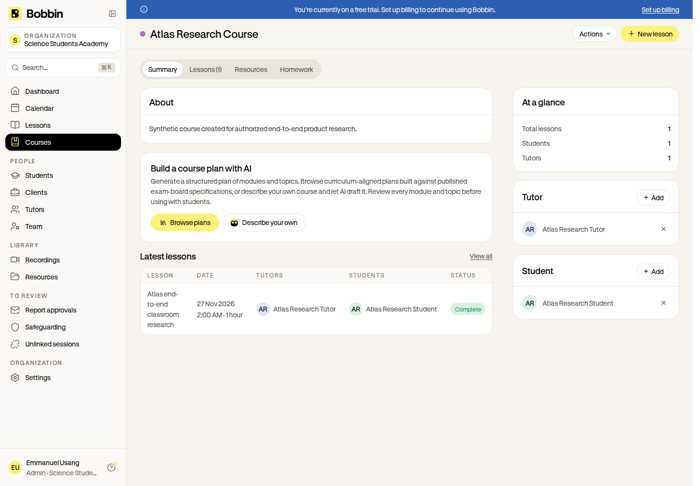 Bobbin
You're currently on a free trial. Set up billing to continue using Bobbin.
Set up billing
S
ORGANIZATION
Science Students Academy
Search...
⌘K
Dashboard
Calendar
Lessons
Courses
PEOPLE
Students
Clients
Tutors
Team
LIBRARY
Recordings
Resources
TO REVIEW
Report approvals
Safeguarding
Unlinked sessions
ORGANIZATION
Settings
EU
Emmanuel Usang
Admin · Science Stude...
Atlas Research Course
Actions
+ New lesson
Summary
Lessons (1)
Resources
Homework
About
Synthetic course created for authorized end-to-end product research.
Build a course plan with AI
Generate a structured plan of modules and topics. Browse curriculum-aligned plans built against published
exam-board specifications, or describe your own course and let AI draft it. Review every module and topic before
using with students.
Browse plans
Describe your own
Latest lessons
View all
LESSON DATE TUTORS STUDENTS STATUS
Atlas end-
to-end
classroom
research
27 Nov 2026
2:00 AM · 1 hour
AR Atlas Research Tutor
AR Atlas Research Student
Complete
At a glance
Total lessons 1
Students 1
Tutors 1
Tutor
+ Add
AR Atlas Research Tutor ×
Student
+ Add
AR Atlas Research Student ×